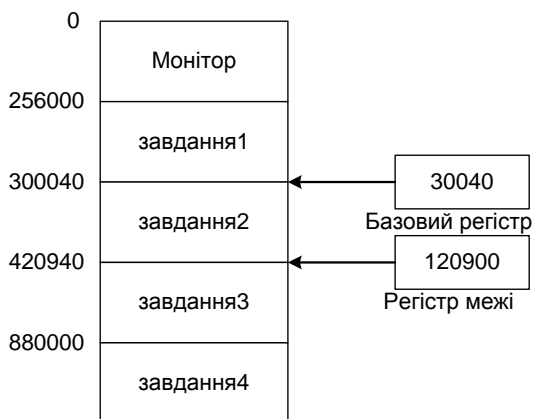 0
Монітор
256000
завдання1
300040
30040
завдання2
Базовий регістр
420940
120900
завдання3
Регістр межі
880000
завдання4